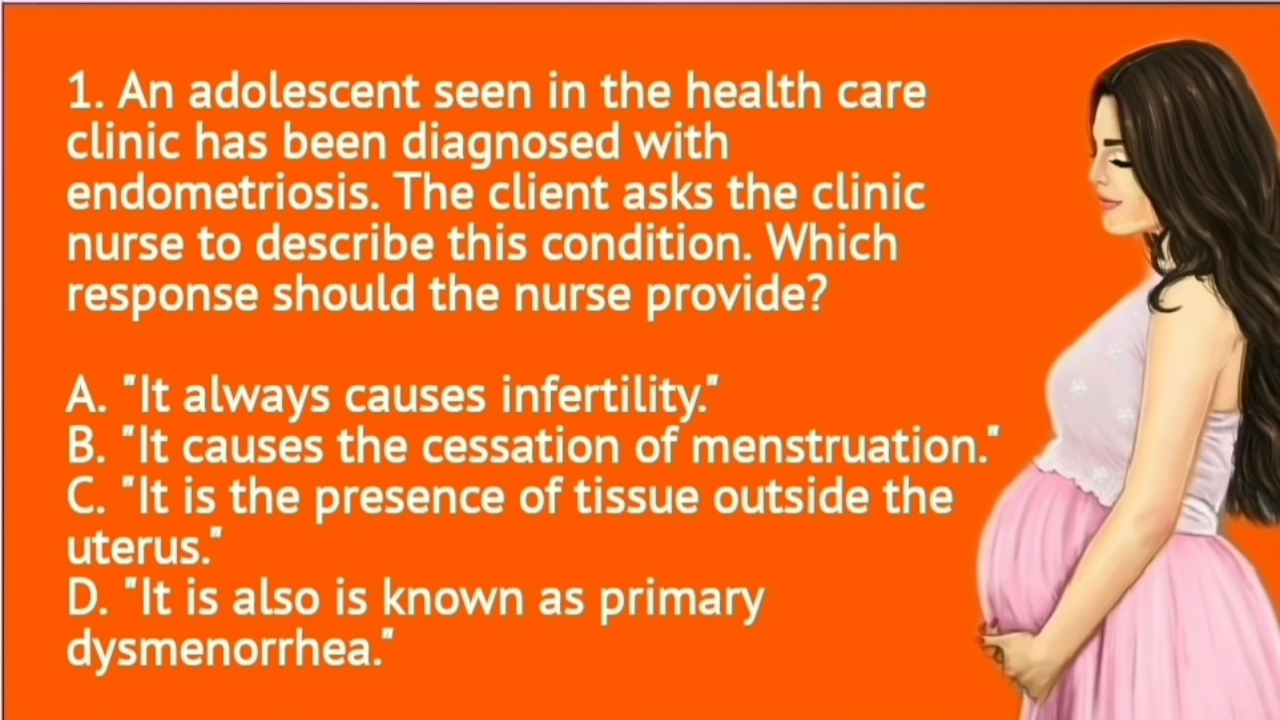 1. An adolescent seen in the health care
clinic has been diagnosed with
endometriosis. The client asks the clinic
nurse to describe this condition. Which
response should the nurse provide?
A. "It always causes infertility."
B. "It causes the cessation of menstruation."
C. "It is the presence of tissue outside the
uterus."
D. "It is also is known as primary
dysmenorrhea."